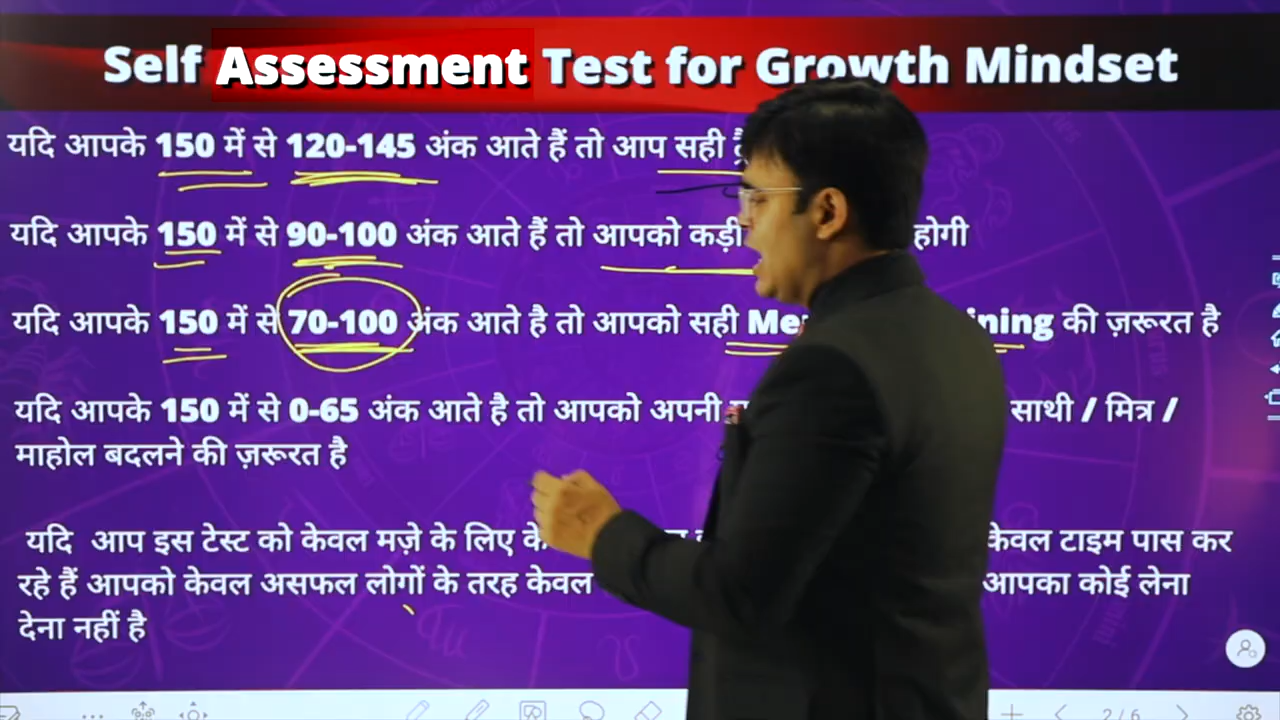 Self Assessment Test for Growth Mindset
यदि आपके 150 में से 120-145 अंक आते हैं तो आप सही
यदि आपके 150 में से 90-100 अंक आते हैं तो आपको कड़ी होगी
यदि आपके 150 में से 70-100 अंक आते है तो आपको सही की ज़रूरत है
यदि आपके 150 में से 0-65 अंक आते है तो आपको अपनी साथी / मित्र /
माहोल बदलने की ज़रूरत है
यदि आप इस टेस्ट को केवल मज़े के लिए केवल टाइम पास कर
रहे हैं आपको केवल असफल लोगों के तरह केवल आपका कोई लेना
देना नहीं है
2/6